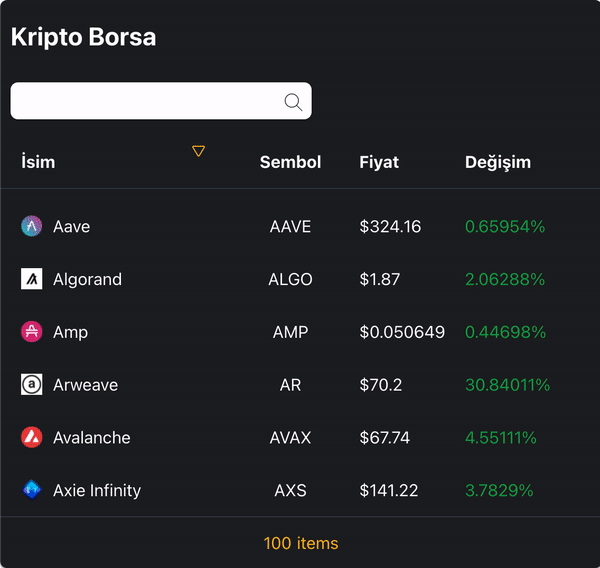 Kripto Borsa
İsim Sembol Fiyat Değişim
Aave AAVE $324.16 0.65954%
Algorand ALGO $1.87 2.06288%
Amp AMP $0.050649 0.44698%
Arweave AR $70.2 30.84011%
Avalanche AVAX $67.74 4.55111%
Axie Infinity AXS $141.22 3.7829%
100 items